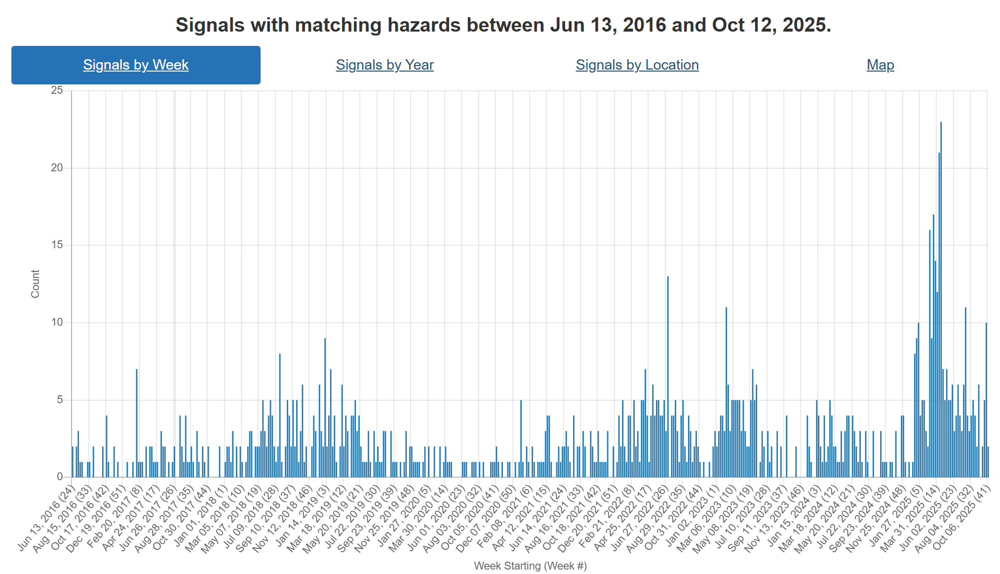 Signals with matching hazards between Jun 13, 2016 and Oct 12, 2025.
Signals by Week
Signals by Year
Signals by Location
Map
25
20
15
10
5
0
Count
Jun 13, 2016 (24)
Aug 15, 2016 (33)
Oct 17, 2016 (42)
Dec 19, 2016 (51)
Feb 20, 2017 (8)
Apr 24, 2017 (17)
Jun 26, 2017 (26)
Aug 28, 2017 (35)
Oct 30, 2017 (44)
Jan 01, 2018 (1)
Mar 05, 2018 (10)
May 07, 2018 (19)
Jul 09, 2018 (28)
Sep 10, 2018 (37)
Nov 12, 2018 (46)
Jan 14, 2019 (3)
Mar 18, 2019 (12)
May 20, 2019 (21)
Jul 22, 2019 (30)
Sep 23, 2019 (39)
Nov 25, 2019 (48)
Jan 27, 2020 (5)
Mar 30, 2020 (14)
Jun 01, 2020 (23)
Aug 03, 2020 (32)
Oct 05, 2020 (41)
Dec 07, 2020 (50)
Feb 08, 2021 (6)
Apr 12, 2021 (15)
Jun 14, 2021 (24)
Aug 16, 2021 (33)
Oct 18, 2021 (42)
Dec 20, 2021 (51)
Feb 21, 2022 (8)
Apr 25, 2022 (17)
Jun 27, 2022 (26)
Aug 29, 2022 (35)
Oct 31, 2022 (44)
Jan 02, 2023 (1)
Mar 06, 2023 (10)
May 08, 2023 (19)
Jul 10, 2023 (28)
Sep 11, 2023 (37)
Nov 13, 2023 (46)
Jan 15, 2024 (3)
Mar 18, 2024 (12)
May 20, 2024 (21)
Jul 22, 2024 (30)
Sep 23, 2024 (39)
Nov 25, 2024 (48)
Jan 27, 2025 (5)
Mar 31, 2025 (14)
Jun 02, 2025 (23)
Aug 04, 2025 (32)
Oct 06, 2025 (41)
Week Starting (Week #)